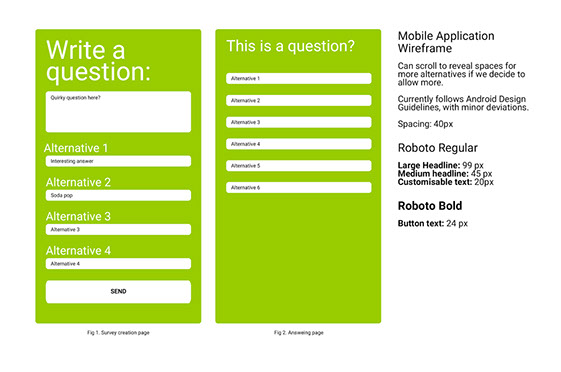 Write a
question:
Quirky question here?
Alternative 1
Interesting answer
Alternative 2
Soda pop
Alternative 3
Alternative 3
Alternative 4
Alternative 4
SEND
Fig 1. Survey creation page
This is a question?
Alternative 1
Alternative 2
Alternative 3
Alternative 4
Alternative 5
Alternative 6
Fig 2. Answeing page
Mobile Application
Wireframe
Can scroll to reveal spaces for
more alternatives if we decide to
allow more.
Currently follows Android Design
Guidelines, with minor deviations.
Spacing: 40px
Roboto Regular
Large Headline: 99 px
Medium headline: 45 px
Customisable text: 20px
Roboto Bold
Button text: 24 px